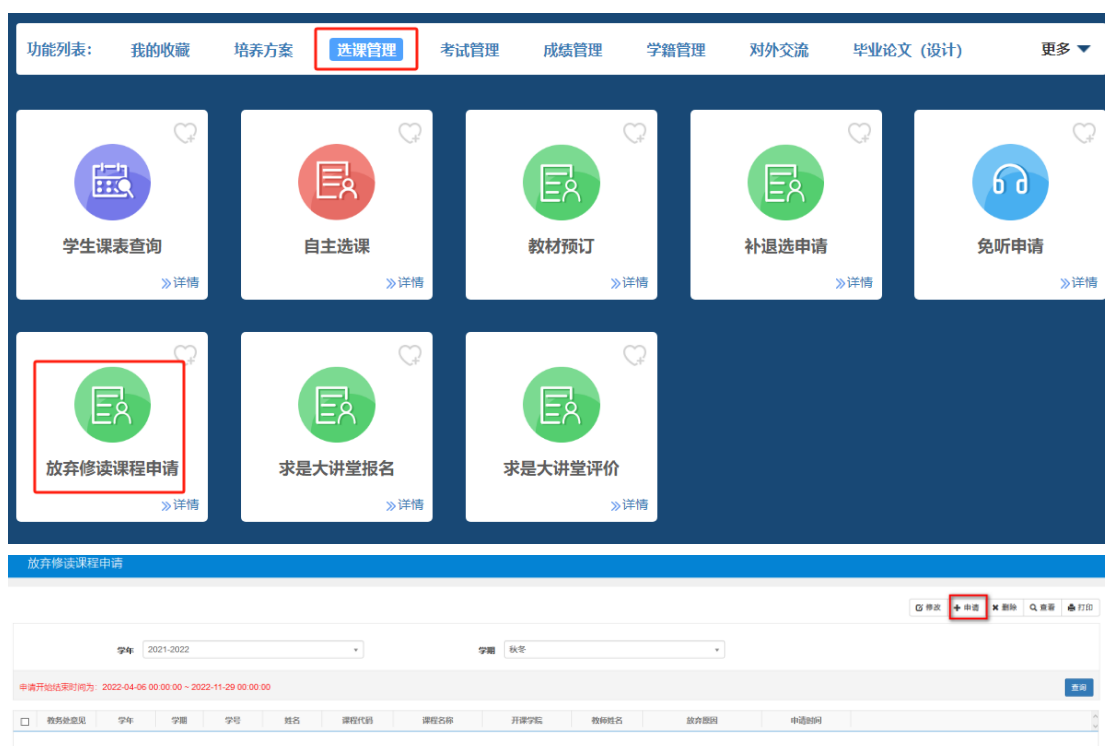 功能列表： 我的收藏 培养方案 选课管理 考试管理 成绩管理 学籍管理 对外交流 毕业论文（设计） 更多
学生课表查询 自主选课 教材预订 补退选申请 免听申请
详情 详情 详情 详情 详情
放弃修读课程申请 求是大讲堂报名 求是大讲堂评价
详情 详情 详情
放弃修读课程申请
修改 申请 删除 查看 打印
学年 2021-2022 学期 秋冬
申请开始结束时间为：2022-04-06 00:00:00 ~ 2022-11-29 00:00:00 查询
教务处意见 学年 学期 学号 姓名 课程代码 课程名称 开课学院 教师姓名 放弃原因 申请时间